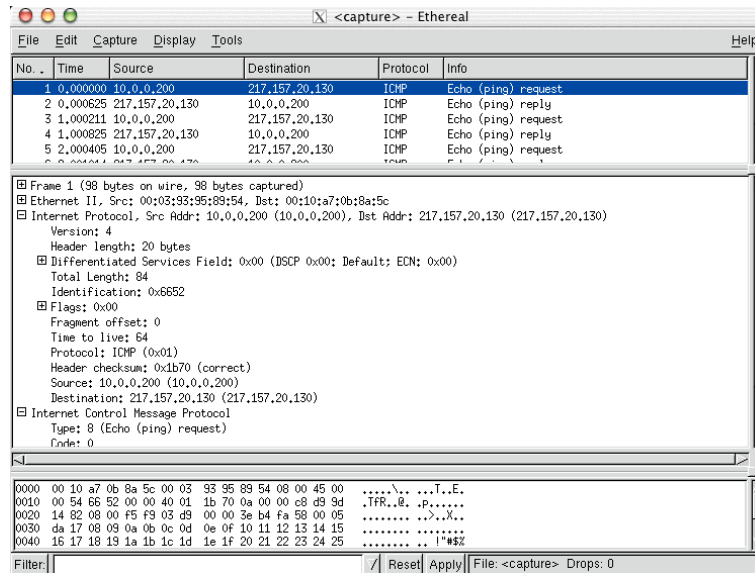 <capture> - Ethereal
File Edit Capture Display Tools Help
No. . Time Source Destination Protocol Info
1 0.000000 10.0.0.200 217.157.20.130 ICMP Echo (ping) request
2 0.000625 217.157.20.130 10.0.0.200 ICMP Echo (ping) reply
3 1.000211 10.0.0.200 217.157.20.130 ICMP Echo (ping) request
4 1.000825 217.157.20.130 10.0.0.200 ICMP Echo (ping) reply
5 2.000405 10.0.0.200 217.157.20.130 ICMP Echo (ping) request
Frame 1 (98 bytes on wire, 98 bytes captured)
Ethernet II, Src: 00:03:93:95:89:54, Dst: 00:10:a7:0b:8a:5c
Internet Protocol, Src Addr: 10.0.0.200 (10.0.0.200), Dst Addr: 217.157.20.130 (217.157.20.130)
Version: 4
Header length: 20 bytes
Differentiated Services Field: 0x00 (DSCP 0x00: Default; ECN: 0x00)
Total Length: 84
Identification: 0x6652
Flags: 0x00
Fragment offset: 0
Time to live: 64
Protocol: ICMP (0x01)
Header checksum: 0x1b70 (correct)
Source: 10.0.0.200 (10.0.0.200)
Destination: 217.157.20.130 (217.157.20.130)
Internet Control Message Protocol
Type: 8 (Echo (ping) request)
Code: 0
0000 00 10 a7 0b 8a 5c 00 03 93 95 89 54 08 00 45 00 .....\.. ...T..E.
0010 00 54 66 52 00 00 40 01 1b 70 0a 00 00 c8 d9 9d .TfR..@. .p......
0020 14 82 08 00 f5 f9 03 d9 00 00 3e b4 fa 58 00 05 ........ ..>..X..
0030 da 17 08 09 0a 0b 0c 0d 0e 0f 10 11 12 13 14 15 ........ ........
0040 16 17 18 19 1a 1b 1c 1d 1e 1f 20 21 22 23 24 25 ........ .. !"#$%
Filter: / Reset Apply File: <capture> Drops: 0